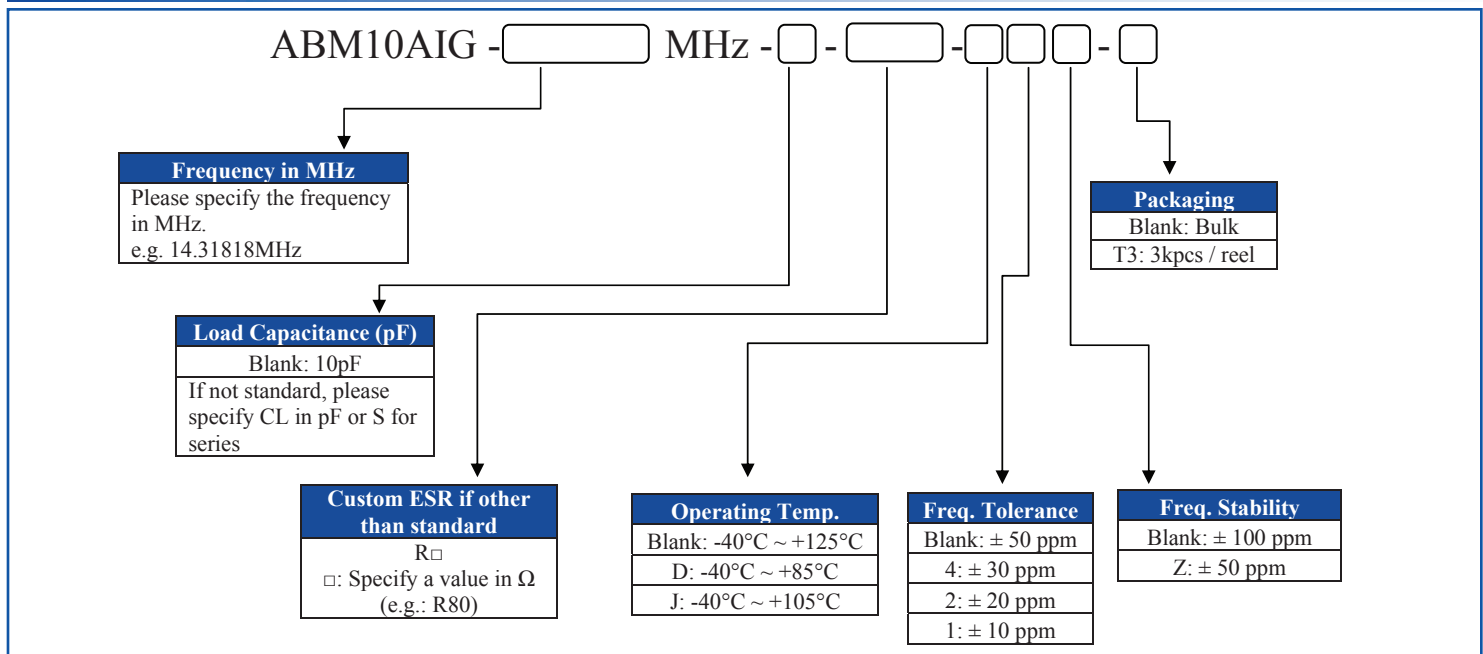 ABM10AIG - MHz - - - -
Frequency in MHz
Please specify the frequency
in MHz.
e.g. 14.31818MHz
Packaging
Blank: Bulk
T3: 3kpcs / reel
Load Capacitance (pF)
Blank: 10pF
If not standard, please
specify CL in pF or S for
series
Custom ESR if other
than standard
R□
□: Specify a value in Ω
(e.g.: R80)
Operating Temp.
Blank: -40°C ~ +125°C
D: -40°C ~ +85°C
J: -40°C ~ +105°C
Freq. Tolerance
Blank: ± 50 ppm
4: ± 30 ppm
2: ± 20 ppm
1: ± 10 ppm
Freq. Stability
Blank: ± 100 ppm
Z: ± 50 ppm